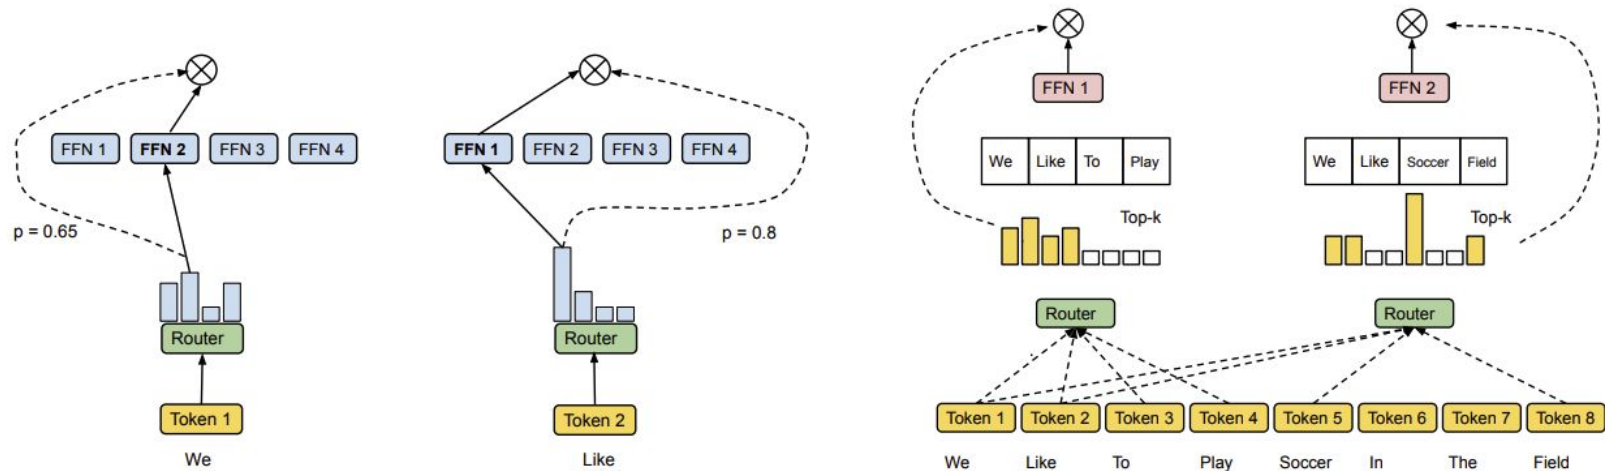 FFN 1 FFN 2 FFN 3 FFN 4
p = 0.65
Router
Token 1
We
FFN 1 FFN 2 FFN 3 FFN 4
p = 0.8
Router
Token 2
Like
FFN 1
We Like To Play
Top-k
Router
FFN 2
We Like Soccer Field
Top-k
Router
Token 1 Token 2 Token 3 Token 4 Token 5 Token 6 Token 7 Token 8
We Like To Play Soccer In The Field